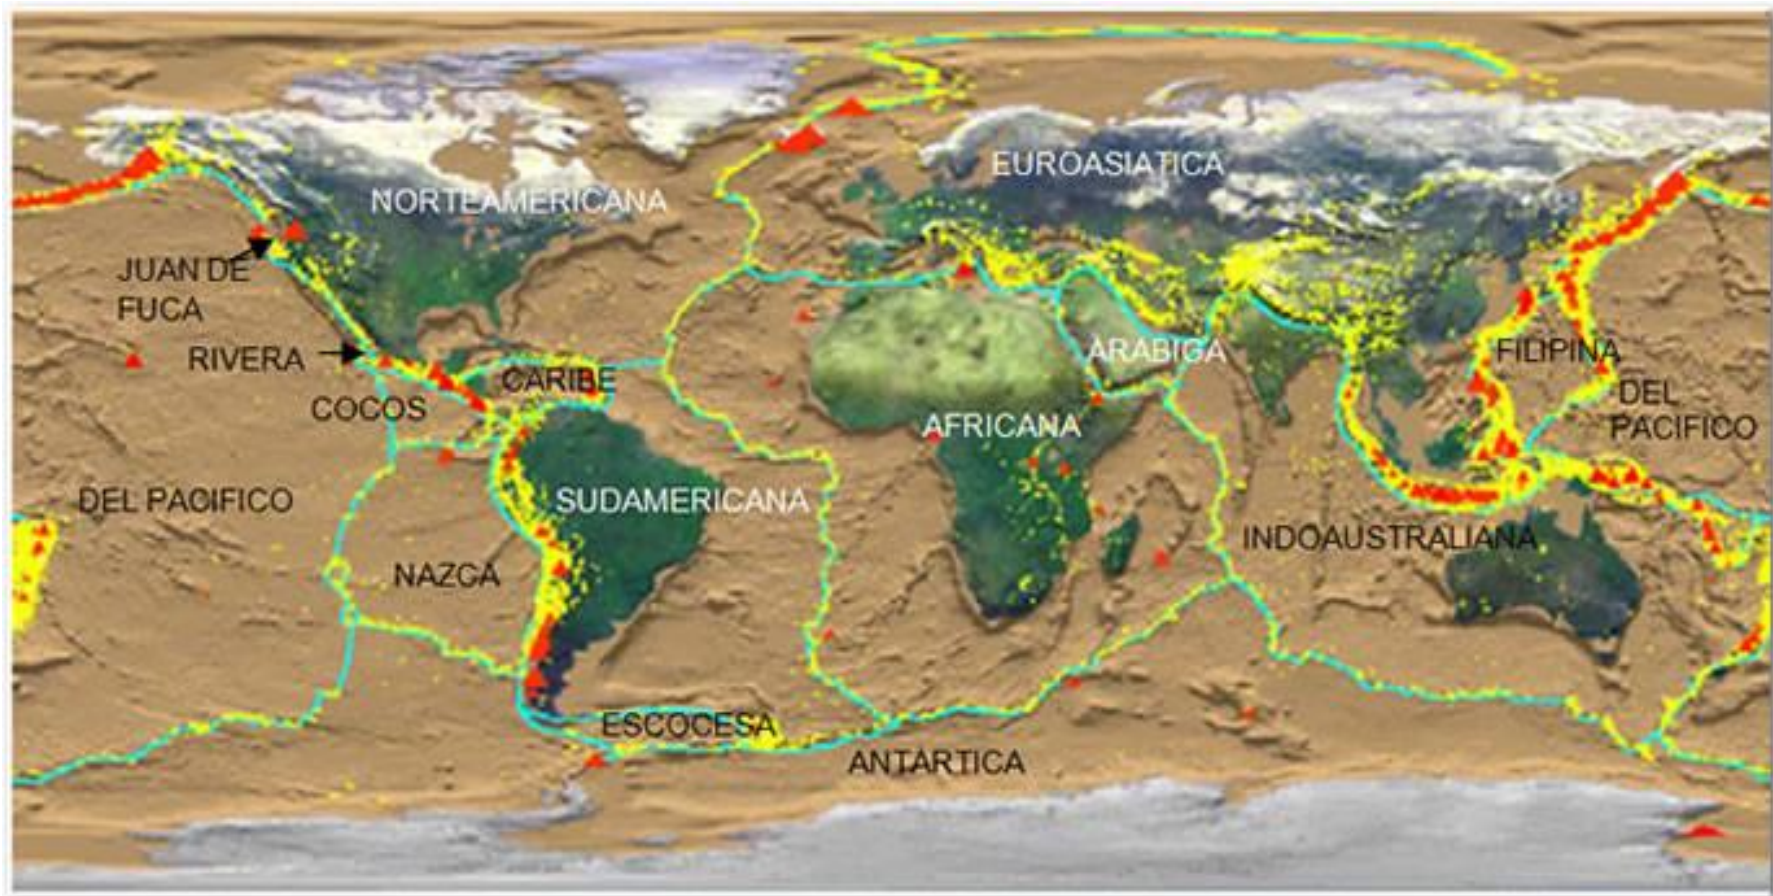 EUROASIATICA
NORTEAMERICANA
JUAN DE
FUCA
RIVERA
CARIBE
COCOS
ARABIGA
FILIPINA
DEL
PACIFICO
AFRICANA
DEL PACIFICO
SUDAMERICANA
INDOAUSTRALIANA
NAZCA
ESCOCESA
ANTARTICA